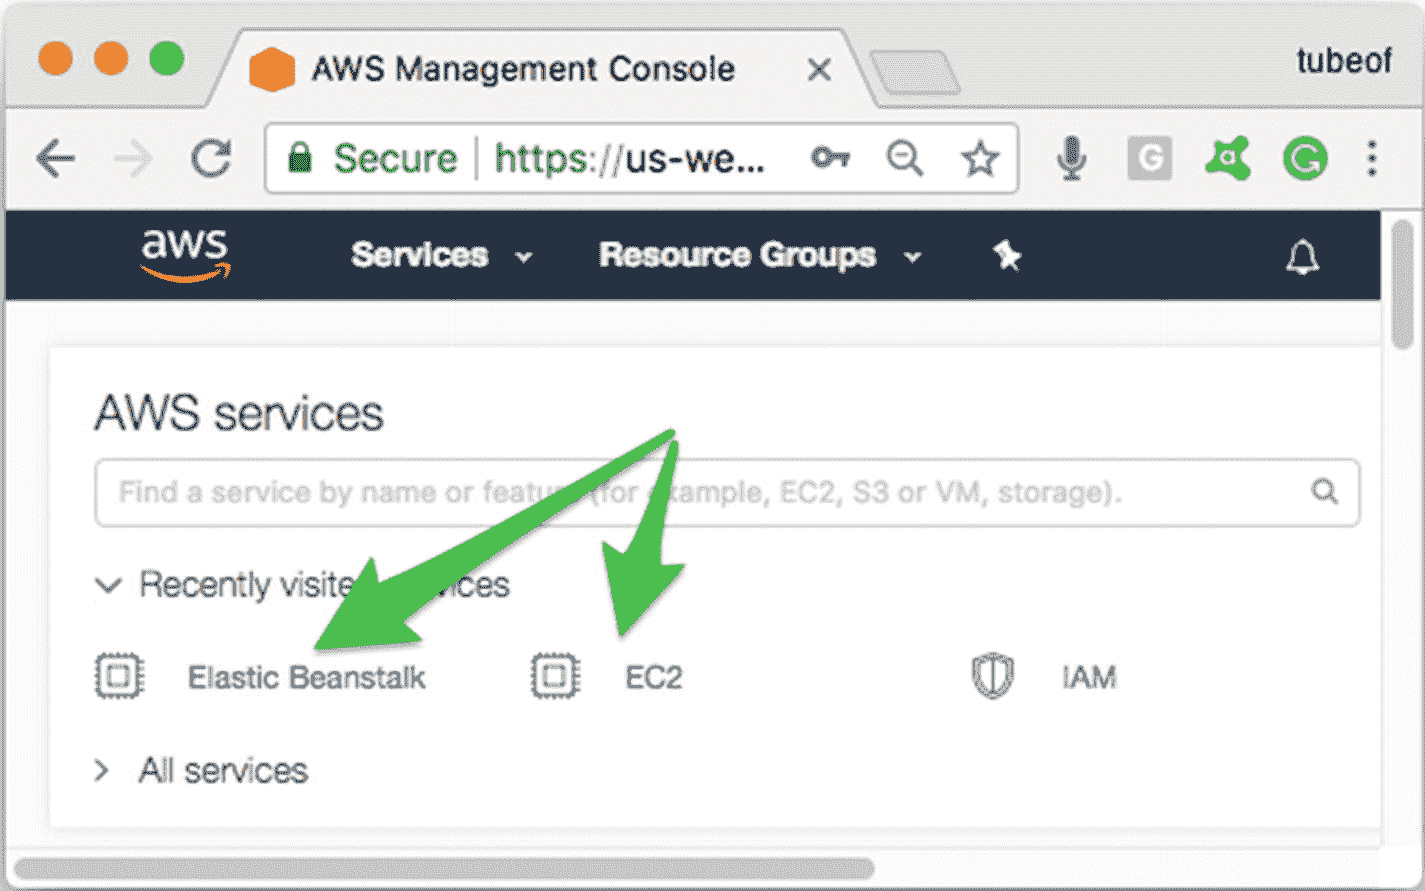 AWS Management Console
tubeof
Secure https://us-we...
G
a
G
aws Services Resource Groups
AWS services
Find a service by name or featu (for example, EC2, S3 or VM, storage).
Recently visite vices
Elastic Beanstalk EC2 IAM
All services